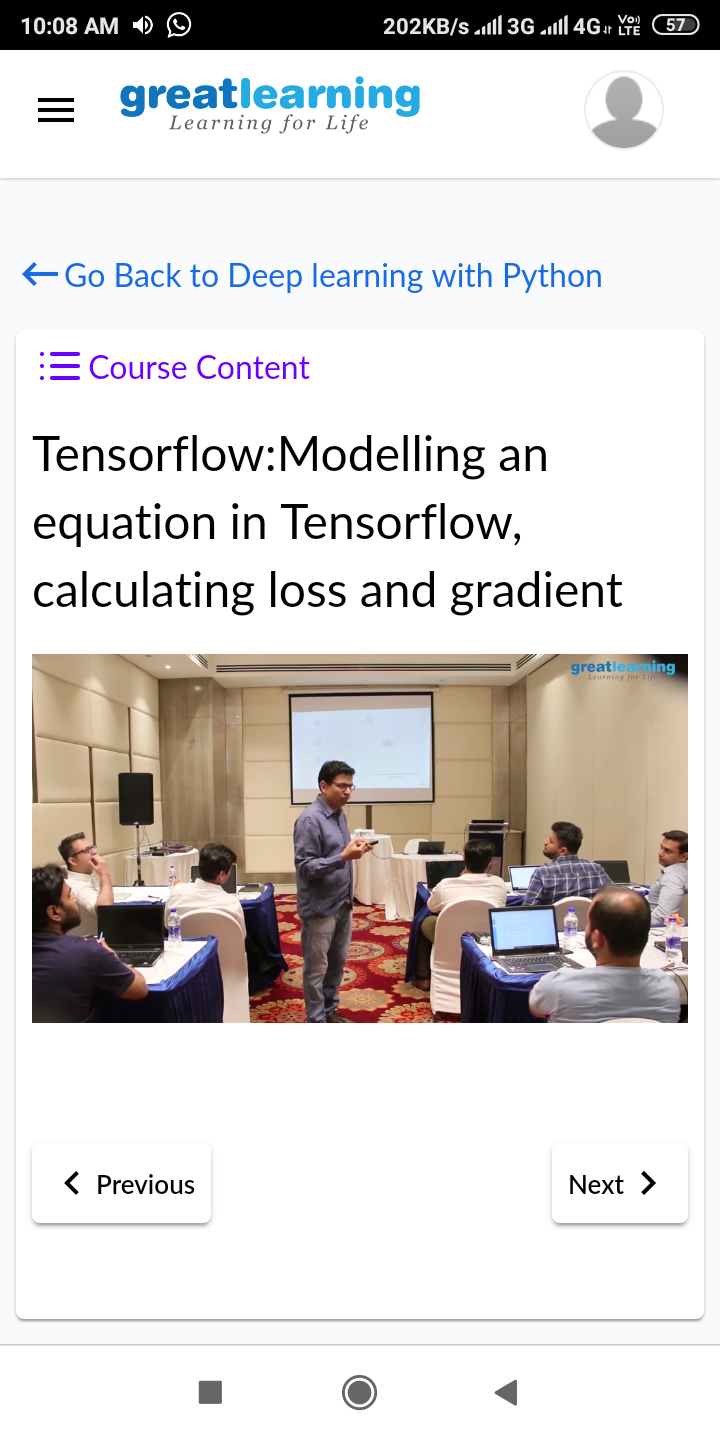 10:08 AM 202KB/s 3G 4G Vo) LTE 57
greatlearning
Learning for Life
Go Back to Deep learning with Python
Course Content
Tensorflow:Modelling an
equation in Tensorflow,
calculating loss and gradient
greatlearning
Learning for Life
Previous Next